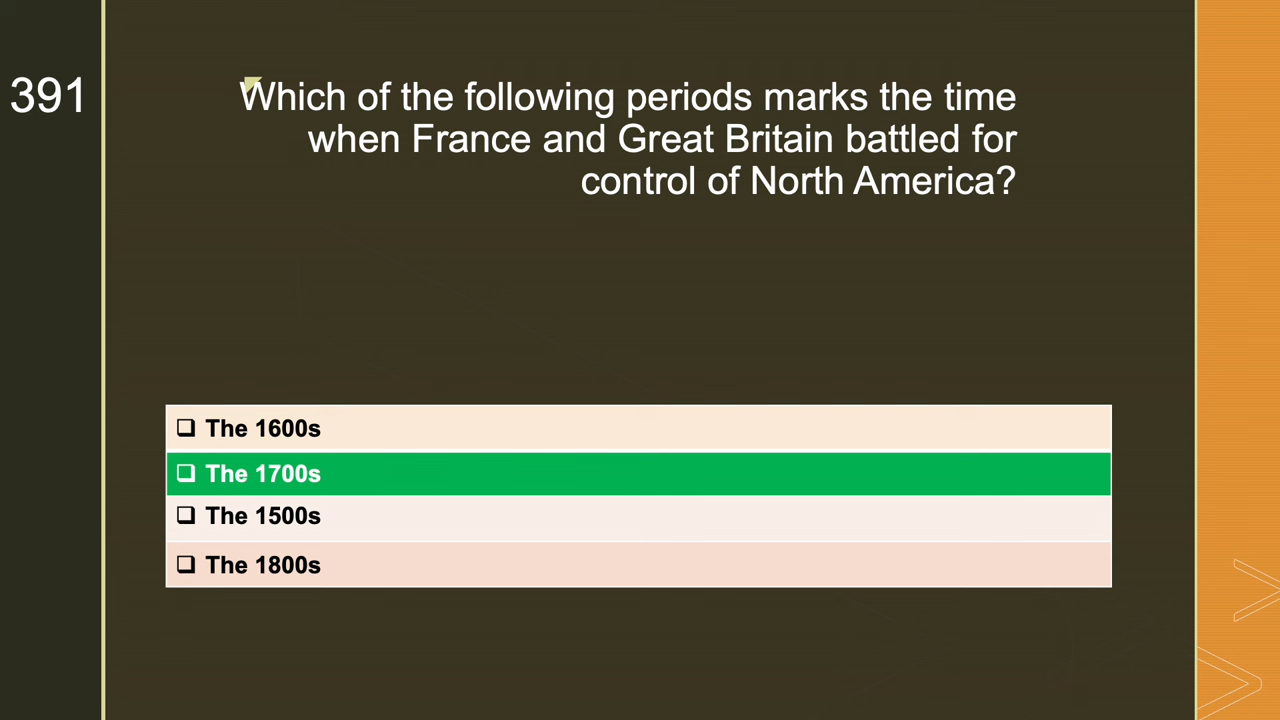 391
Which of the following periods marks the time
when France and Great Britain battled for
control of North America?
❑ The 1600s
❑ The 1700s
❑ The 1500s
❑ The 1800s